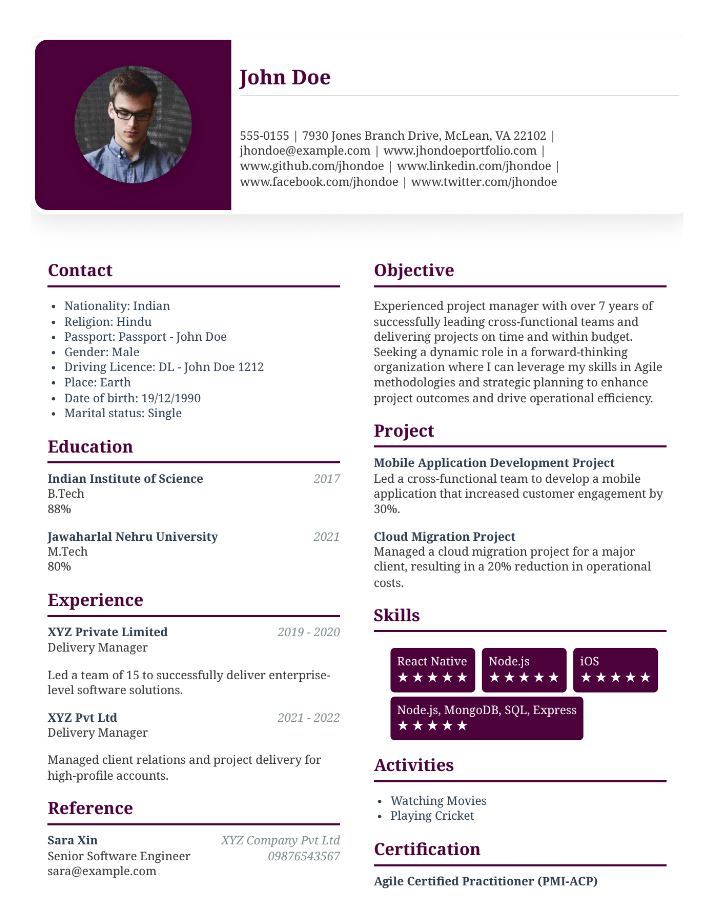 John Doe
555-0155 | 7930 Jones Branch Drive, McLean, VA 22102 |
jhondoe@example.com | www.jhondoeportfolio.com |
www.github.com/jhondoe | www.linkedin.com/jhondoe |
www.facebook.com/jhondoe | www.twitter.com/jhondoe
Contact
• Nationality: Indian
• Religion: Hindu
• Passport: Passport - John Doe
• Gender: Male
• Driving Licence: DL - John Doe 1212
• Place: Earth
• Date of birth: 19/12/1990
• Marital status: Single
Education
Indian Institute of Science 2017
B.Tech
88%
Jawaharlal Nehru University 2021
M.Tech
80%
Experience
XYZ Private Limited 2019 - 2020
Delivery Manager
Led a team of 15 to successfully deliver enterprise-
level software solutions.
XYZ Pvt Ltd 2021 - 2022
Delivery Manager
Managed client relations and project delivery for
high-profile accounts.
Reference
Sara Xin XYZ Company Pvt Ltd
Senior Software Engineer 09876543567
sara@example.com
Objective
Experienced project manager with over 7 years of
successfully leading cross-functional teams and
delivering projects on time and within budget.
Seeking a dynamic role in a forward-thinking
organization where I can leverage my skills in Agile
methodologies and strategic planning to enhance
project outcomes and drive operational efficiency.
Project
Mobile Application Development Project
Led a cross-functional team to develop a mobile
application that increased customer engagement by
30%.
Cloud Migration Project
Managed a cloud migration project for a major
client, resulting in a 20% reduction in operational
costs.
Skills
React Native Node.js iOS
★★★★★ ★★★★★ ★★★★★
Node.js, MongoDB, SQL, Express
★★★★★
Activities
• Watching Movies
• Playing Cricket
Certification
Agile Certified Practitioner (PMI-ACP)